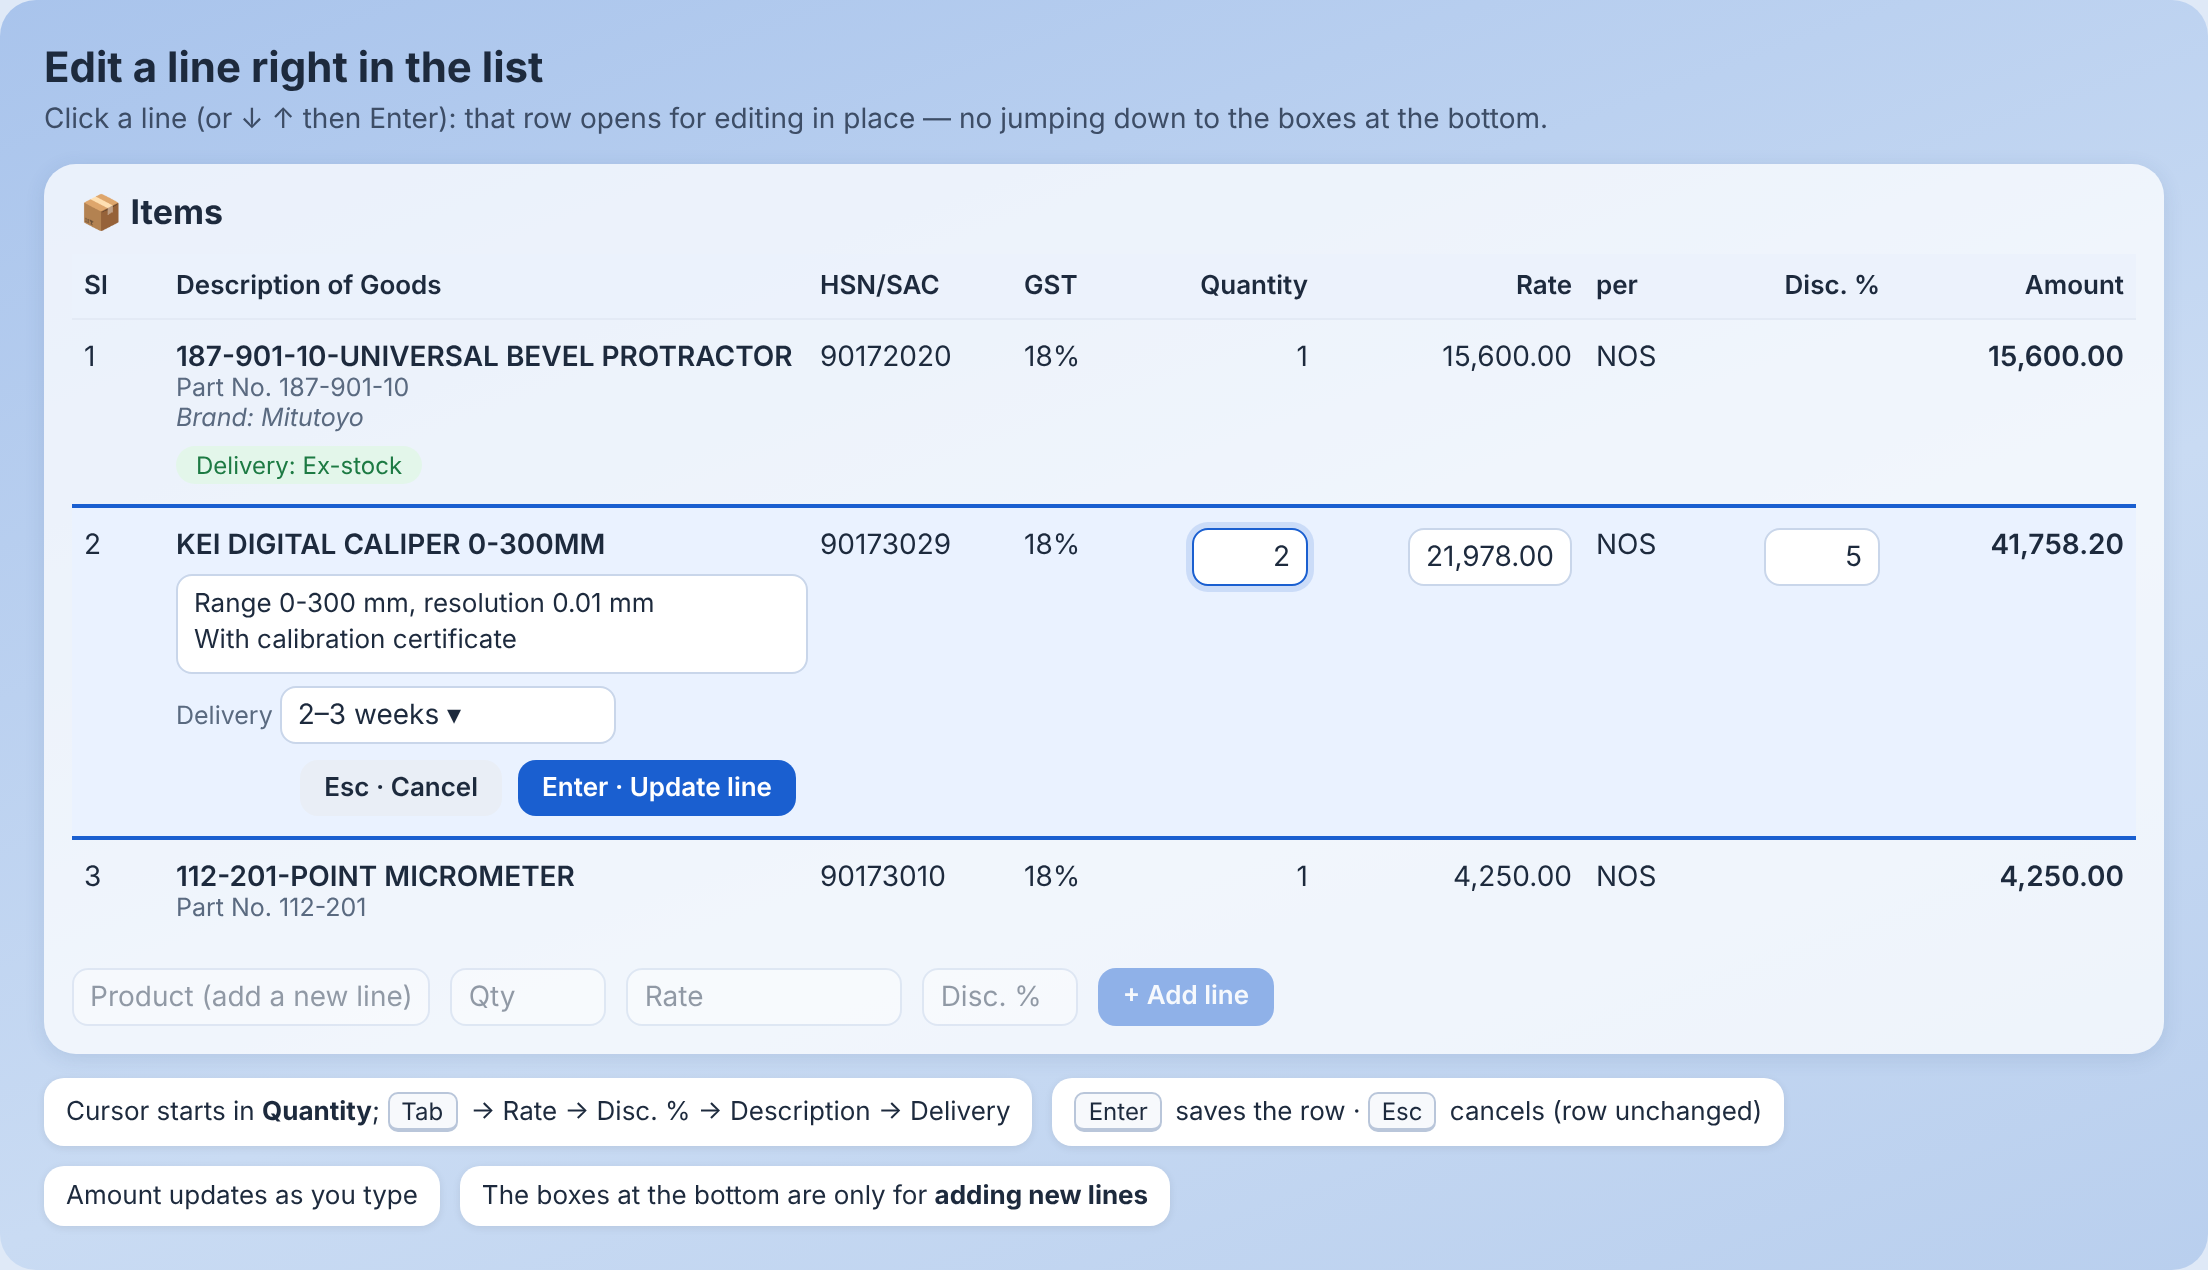 Edit a line right in the list
Click a line (or ↓ ↑ then Enter): that row opens for editing in place — no jumping down to the boxes at the bottom.
📦 Items
Sl Description of Goods HSN/SAC GST Quantity Rate per Disc. % Amount
1 187-901-10-UNIVERSAL BEVEL PROTRACTOR 90172020 18% 1 15,600.00 NOS 15,600.00
Part No. 187-901-10
Brand: Mitutoyo
Delivery: Ex-stock
2 KEI DIGITAL CALIPER 0-300MM 90173029 18% 2 21,978.00 NOS 5 41,758.20
Range 0-300 mm, resolution 0.01 mm
With calibration certificate
Delivery 2–3 weeks ▾
Esc · Cancel Enter · Update line
3 112-201-POINT MICROMETER 90173010 18% 1 4,250.00 NOS 4,250.00
Part No. 112-201
Product (add a new line) Qty Rate Disc. % + Add line
Cursor starts in Quantity; Tab → Rate → Disc. % → Description → Delivery
Enter saves the row · Esc cancels (row unchanged)
Amount updates as you type
The boxes at the bottom are only for adding new lines